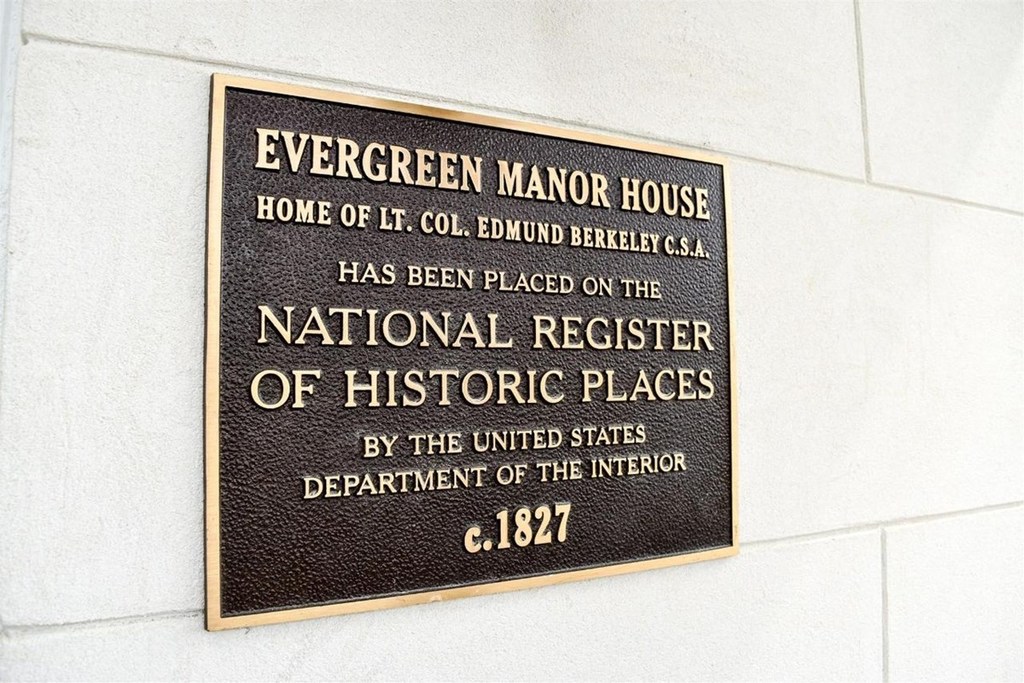 EVERGREEN MANOR HOUSE
HOME OF LT. COL. EDMUND BERKELEY C.S.A.
HAS BEEN PLACED ON THE
NATIONAL REGISTER
OF HISTORIC PLACES
BY THE UNITED STATES
DEPARTMENT OF THE INTERIOR
c.1827